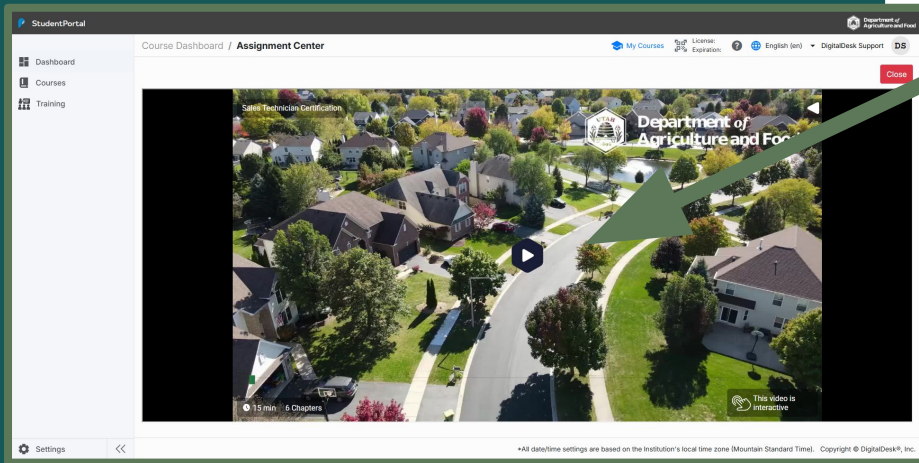 StudentPortal
Department of
Agriculture and Food
Course Dashboard / Assignment Center
My Courses
License:
Expiration:
English (en)
DigitalDesk Support
DS
Dashboard
Courses
Training
Close
Sales Technician Certification
UTAH
Department of
Agriculture and Food
15 min
6 Chapters
This video is
interactive
Settings
*All date/time settings are based on the Institution's local time zone (Mountain Standard Time). Copyright © DigitalDesk®, Inc.